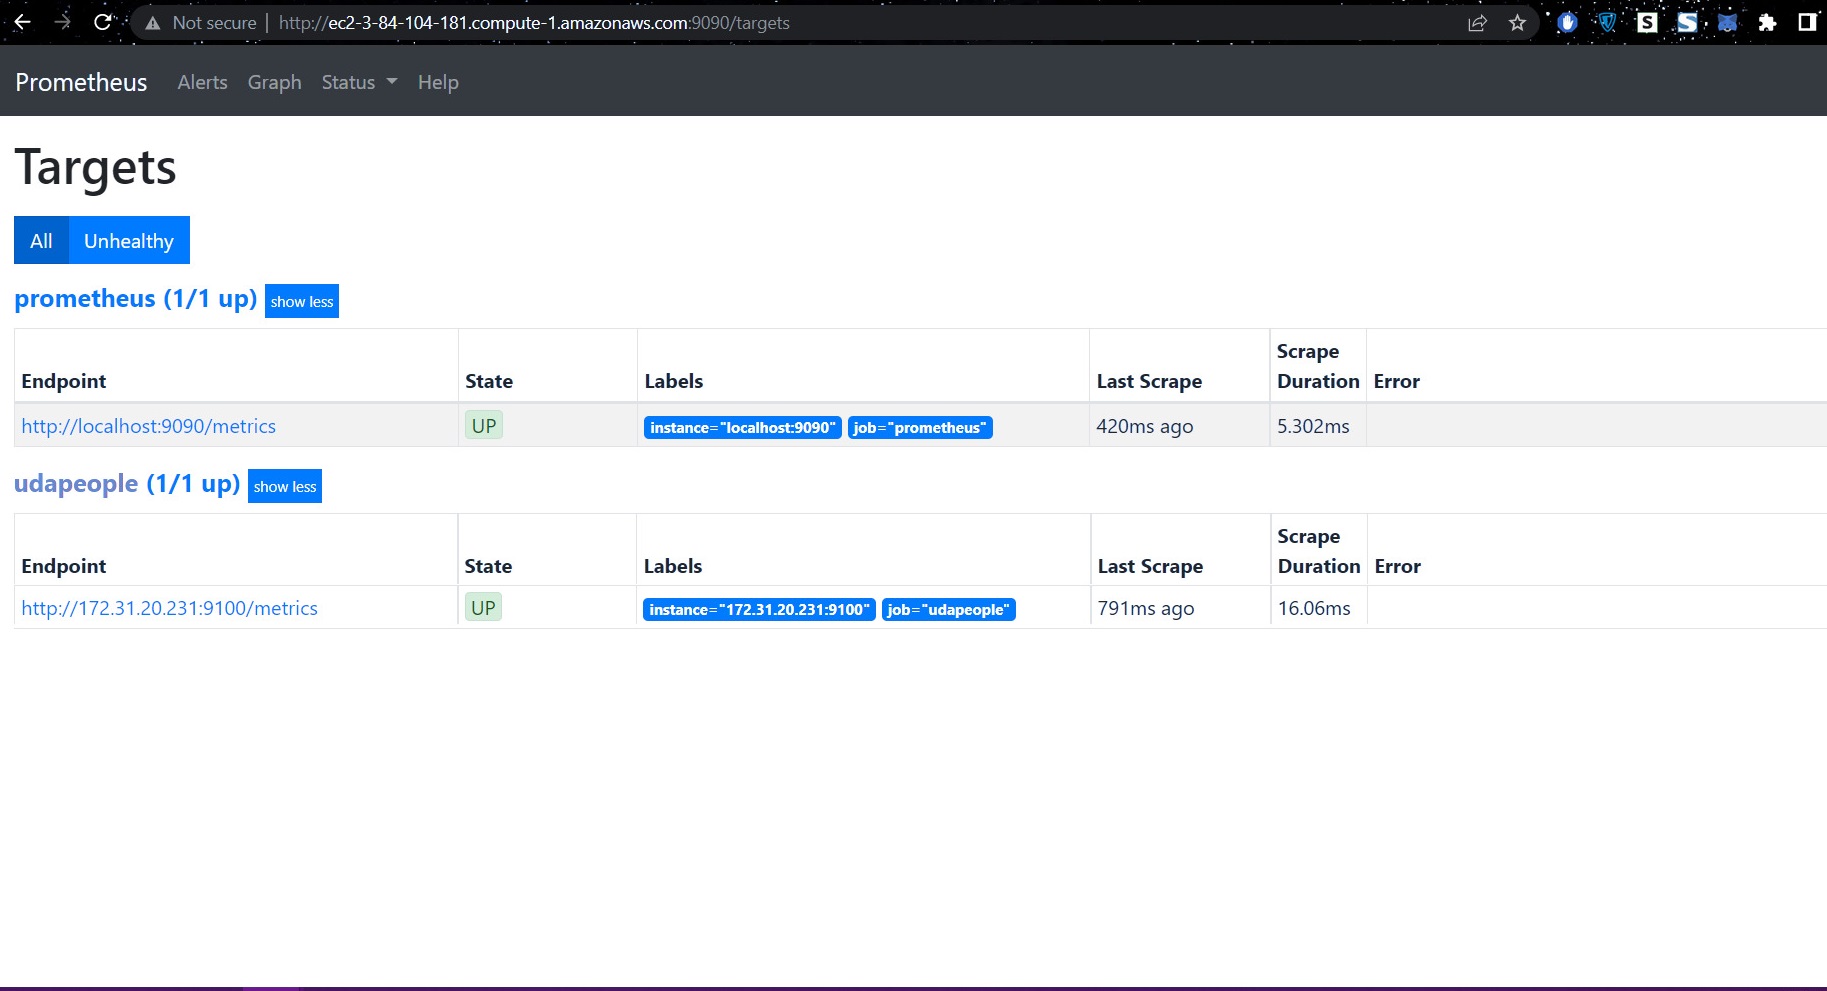 Not secure | http://ec2-3-84-104-181.compute-1.amazonaws.com:9090/targets
Prometheus Alerts Graph Status Help
Targets
All Unhealthy
prometheus (1/1 up) show less
Endpoint State Labels Last Scrape Scrape Duration Error
http://localhost:9090/metrics UP instance="localhost:9090" job="prometheus" 420ms ago 5.302ms
udapeople (1/1 up) show less
Endpoint State Labels Last Scrape Scrape Duration Error
http://172.31.20.231:9100/metrics UP instance="172.31.20.231:9100" job="udapeople" 791ms ago 16.06ms